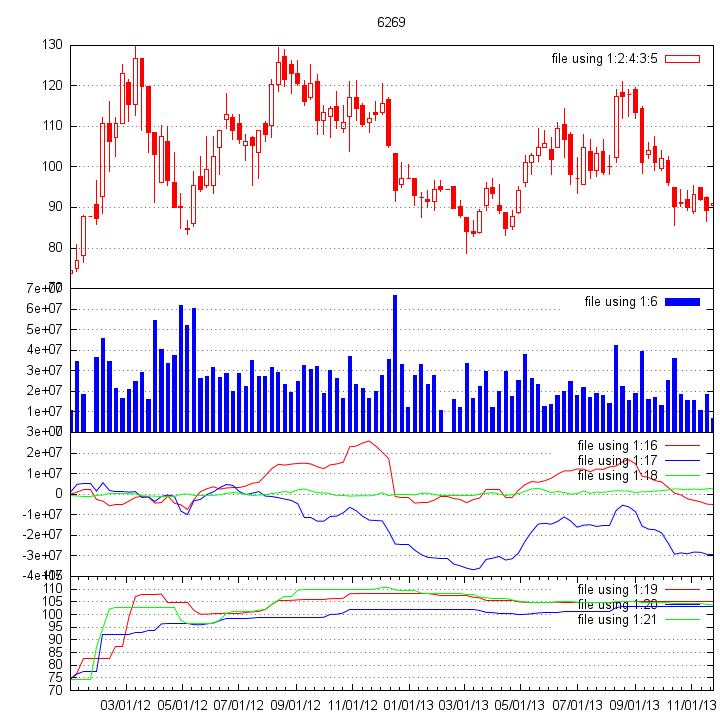 6269
130
file using 1:2:4:3:5
120
110
100
90
80
70
7e+07
file using 1:6
6e+07
5e+07
4e+07
3e+07
2e+07
1e+07
0
3e+07
file using 1:16
2e+07
file using 1:17
1e+07
file using 1:18
0
-1e+07
-2e+07
-3e+07
-4e+07
110
file using 1:19
105
file using 1:20
100
file using 1:21
95
90
85
80
75
70
03/01/12 05/01/12 07/01/12 09/01/12 11/01/12 01/01/13 03/01/13 05/01/13 07/01/13 09/01/13 11/01/13